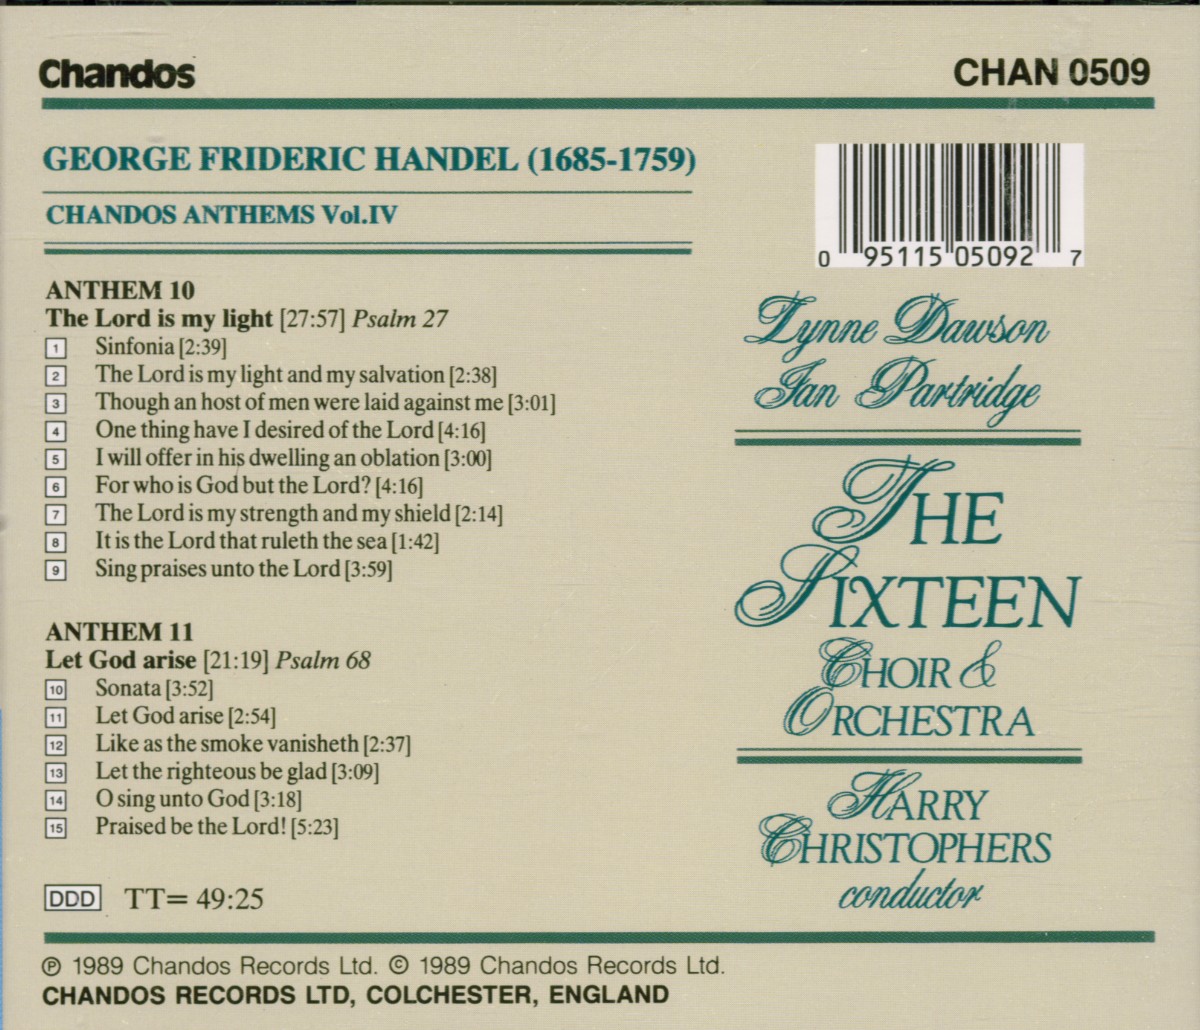 Chandos
CHAN 0509
GEORGE FRIDERIC HANDEL (1685-1759)
CHANDOS ANTHEMS Vol.IV
ANTHEM 10
The Lord is my light [27:57] Psalm 27
1 Sinfonia [2:39]
2 The Lord is my light and my salvation [2:38]
3 Though an host of men were laid against me [3:01]
4 One thing have I desired of the Lord [4:16]
5 I will offer in his dwelling an oblation [3:00]
6 For who is God but the Lord? [4:16]
7 The Lord is my strength and my shield [2:14]
8 It is the Lord that ruleth the sea [1:42]
9 Sing praises unto the Lord [3:59]
ANTHEM 11
Let God arise [21:19] Psalm 68
10 Sonata [3:52]
11 Let God arise [2:54]
12 Like as the smoke vanisheth [2:37]
13 Let the righteous be glad [3:09]
14 O sing unto God [3:18]
15 Praised be the Lord! [5:23]
DDD TT= 49:25
0 95115 05092 7
Lynne Dawson
Ian Partridge
THE
SIXTEEN
CHOIR &
ORCHESTRA
HARRY
CHRISTOPHERS
conductor
℗ 1989 Chandos Records Ltd. © 1989 Chandos Records Ltd.
CHANDOS RECORDS LTD, COLCHESTER, ENGLAND